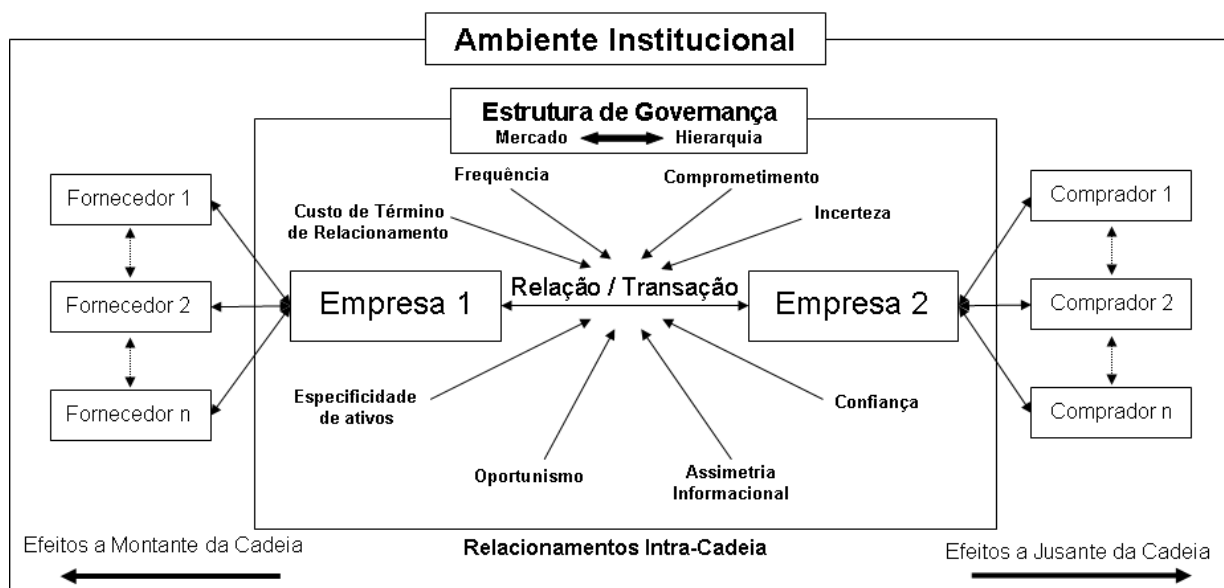 Ambiente Institucional
Estrutura de Governança
Mercado Hierarquia
Frequência
Comprometimento
Custo de Término
de Relacionamento
Incerteza
Fornecedor 1
Fornecedor 2
Fornecedor n
Empresa 1
Relação / Transação
Empresa 2
Comprador 1
Comprador 2
Comprador n
Especificidade
de ativos
Confiança
Oportunismo
Assimetria
Informacional
Efeitos a Montante da Cadeia
Relacionamentos Intra-Cadeia
Efeitos a Jusante da Cadeia